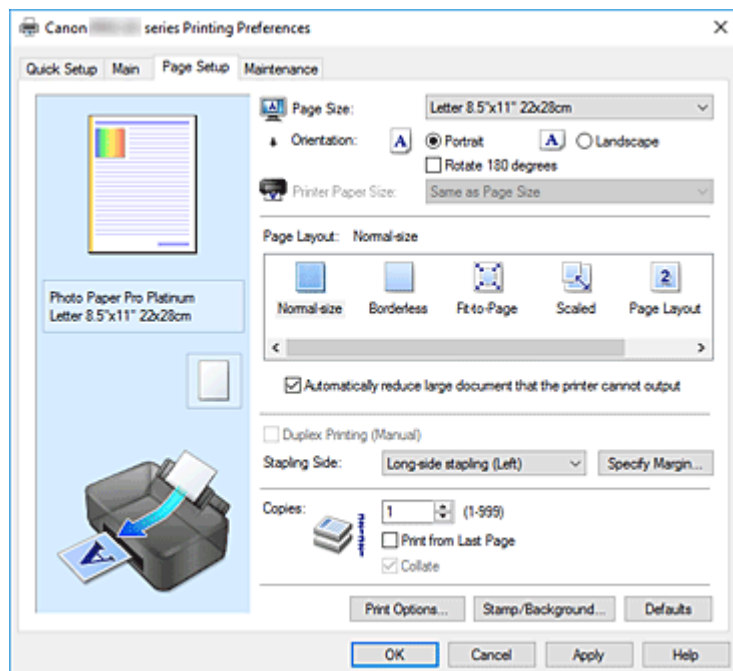 Canon series Printing Preferences
Quick Setup Main Page Setup Maintenance
Page Size: Letter 8.5"x11" 22x28cm
Orientation: A Portrait A Landscape
Rotate 180 degrees
Printer Paper Size: Same as Page Size
Page Layout: Normal-size
2
Normal-size Borderless Fit-to-Page Scaled Page Layout
Photo Paper Pro Platinum
Letter 8.5"x11" 22x28cm
Automatically reduce large document that the printer cannot output
Duplex Printing (Manual)
Stapling Side: Long-side stapling (Left) Specify Margin...
Copies: 1 (1-999)
Print from Last Page
Collate
A
Print Options... Stamp/Background... Defaults
OK Cancel Apply Help